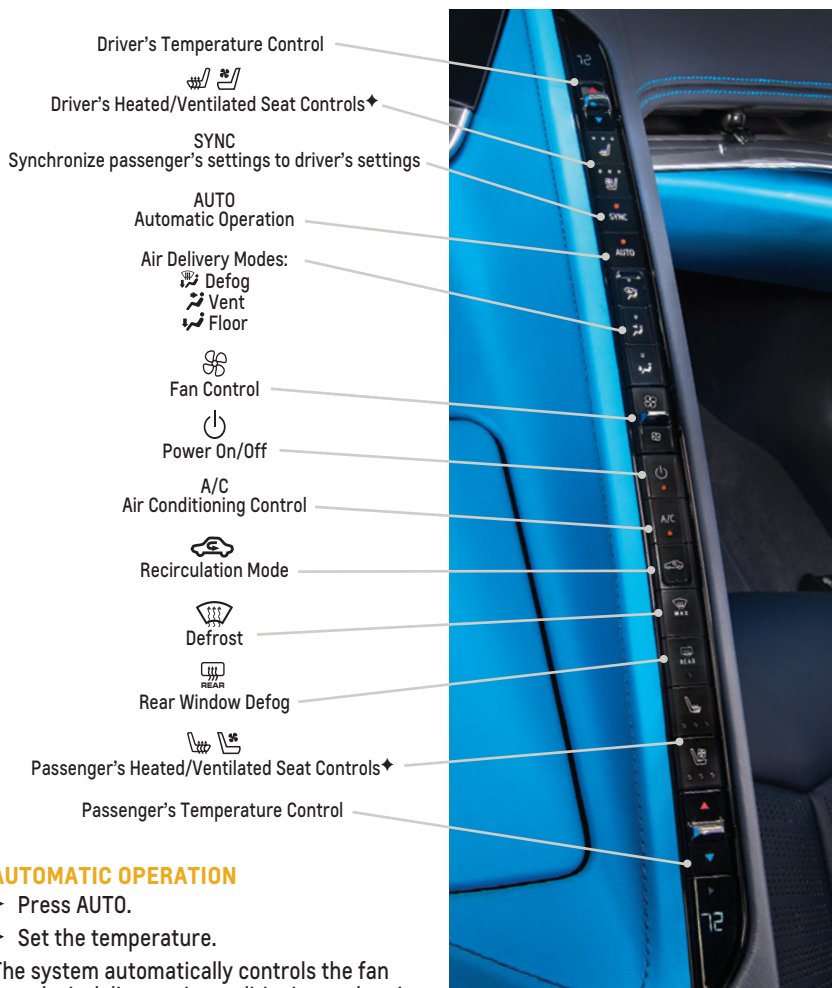 Driver's Temperature Control
Driver's Heated/Ventilated Seat Controls✦
SYNC
Synchronize passenger's settings to driver's settings
AUTO
Automatic Operation
Air Delivery Modes:
Defog
Vent
Floor
Fan Control
Power On/Off
A/C
Air Conditioning Control
Recirculation Mode
Defrost
REAR
Rear Window Defog
Passenger's Heated/Ventilated Seat Controls✦
Passenger's Temperature Control
AUTOMATIC OPERATION
Press AUTO.
Set the temperature.
The system automatically controls the fan
72
SYNC
AUTO
A/C
MAX
REAR
72